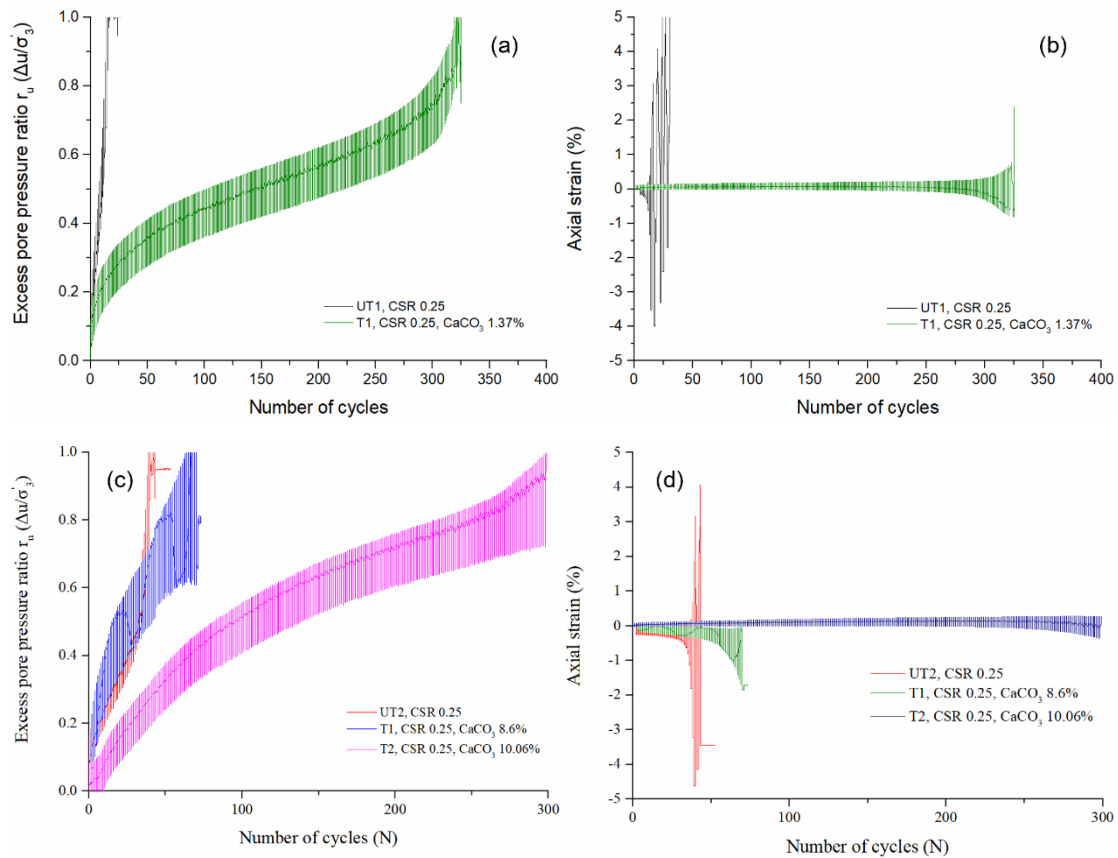 (a)
Excess pore pressure ratio r_u (Δu/σ'_3)
1.0
0.8
0.6
0.4
0.2
0.0
0 50 100 150 200 250 300 350 400
Number of cycles
UT1, CSR 0.25
T1, CSR 0.25, CaCO3 1.37%
(b)
Axial strain (%)
5
4
3
2
1
0
-1
-2
-3
-4
-5
0 50 100 150 200 250 300 350 400
Number of cycles
UT1, CSR 0.25
T1, CSR 0.25, CaCO3 1.37%
(c)
Excess pore pressure ratio r_u (Δu/σ'_3)
1.0
0.8
0.6
0.4
0.2
0.0
0 100 200 300
Number of cycles (N)
UT2, CSR 0.25
T1, CSR 0.25, CaCO3 8.6%
T2, CSR 0.25, CaCO3 10.06%
(d)
Axial strain (%)
5
4
3
2
1
0
-1
-2
-3
-4
-5
0 100 200 300
Number of cycles (N)
UT2, CSR 0.25
T1, CSR 0.25, CaCO3 8.6%
T2, CSR 0.25, CaCO3 10.06%